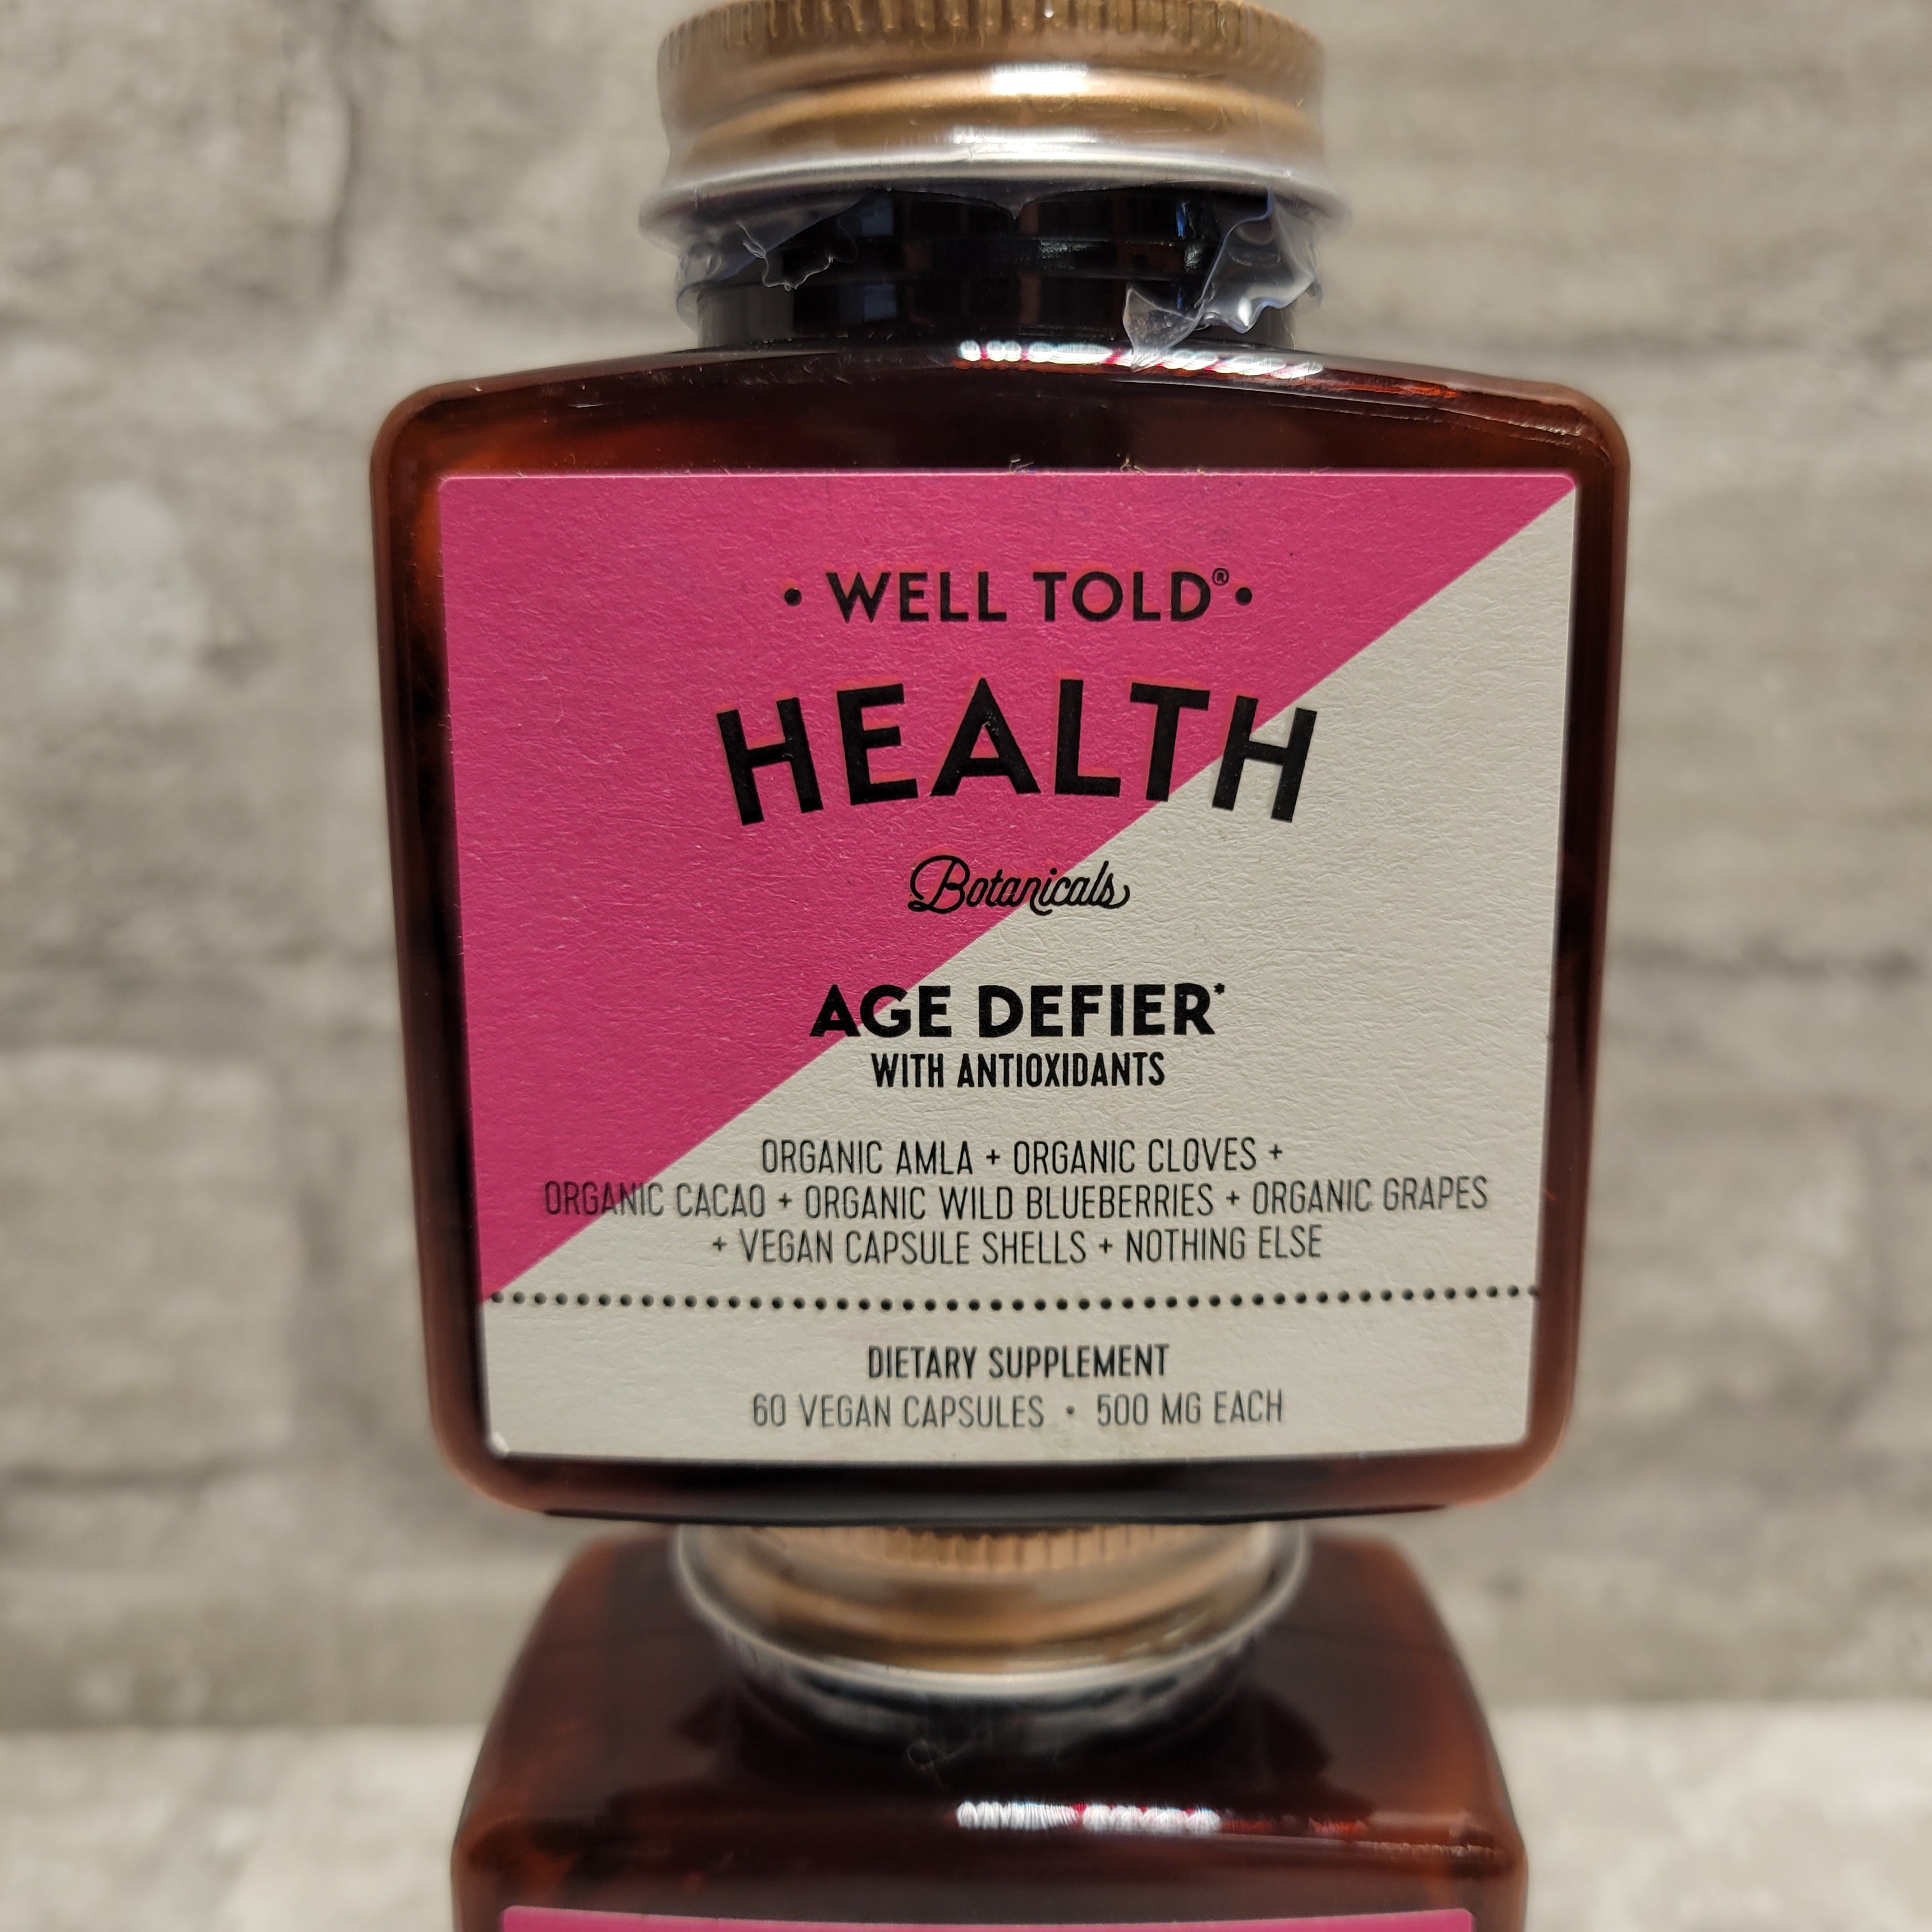 • WELL TOLD® •
HEALTH
Botanicals
AGE DEFIER*
WITH ANTIOXIDANTS
ORGANIC AMLA + ORGANIC CLOVES +
ORGANIC CACAO + ORGANIC WILD BLUEBERRIES + ORGANIC GRAPES
+ VEGAN CAPSULE SHELLS + NOTHING ELSE
DIETARY SUPPLEMENT
60 VEGAN CAPSULES • 500 MG EACH